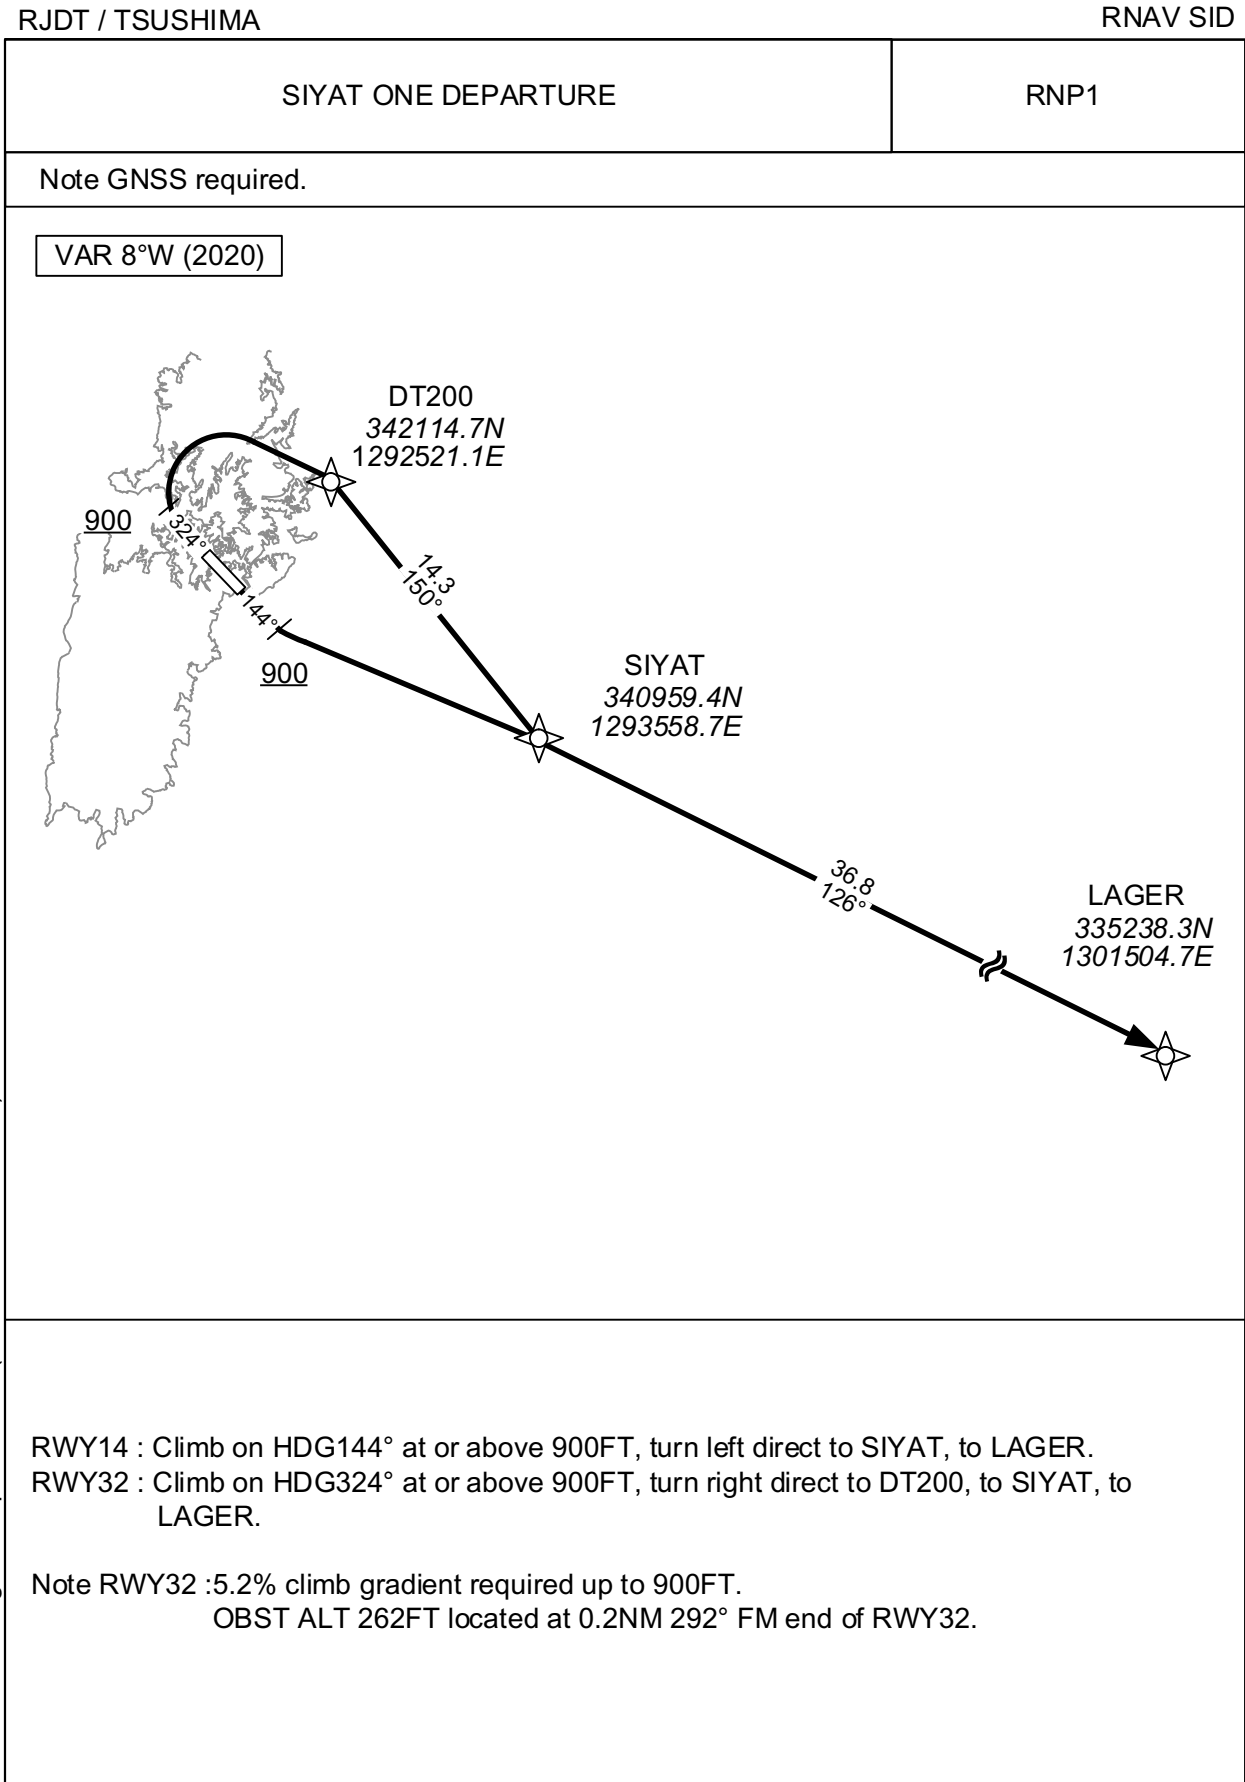 RJDT / TSUSHIMA
RNAV SID
SIYAT ONE DEPARTURE
RNP1
Note GNSS required.
VAR 8°W (2020)
DT200
342114.7N
1292521.1E
900
324°
144°
900
14.3
150°
SIYAT
340959.4N
1293558.7E
36.8
126°
LAGER
335238.3N
1301504.7E
RWY14 : Climb on HDG144° at or above 900FT, turn left direct to SIYAT, to LAGER.
RWY32 : Climb on HDG324° at or above 900FT, turn right direct to DT200, to SIYAT, to
LAGER.
Note RWY32 :5.2% climb gradient required up to 900FT.
OBST ALT 262FT located at 0.2NM 292° FM end of RWY32.